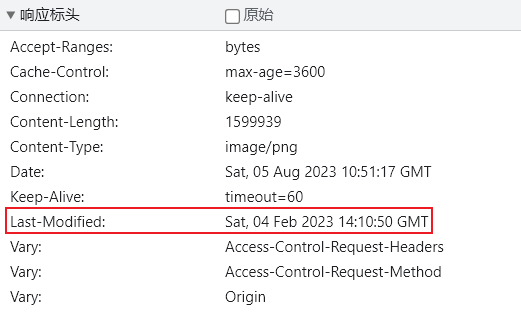 ▼ 响应标头 原始
Accept-Ranges: bytes
Cache-Control: max-age=3600
Connection: keep-alive
Content-Length: 1599939
Content-Type: image/png
Date: Sat, 05 Aug 2023 10:51:17 GMT
Keep-Alive: timeout=60
Last-Modified: Sat, 04 Feb 2023 14:10:50 GMT
Vary: Access-Control-Request-Headers
Vary: Access-Control-Request-Method
Vary: Origin